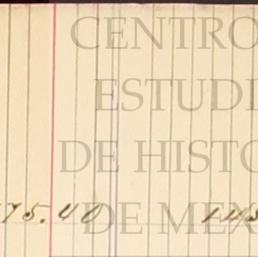 CENTRO
ESTUDI
DE HISTO
DE MEX
75.40